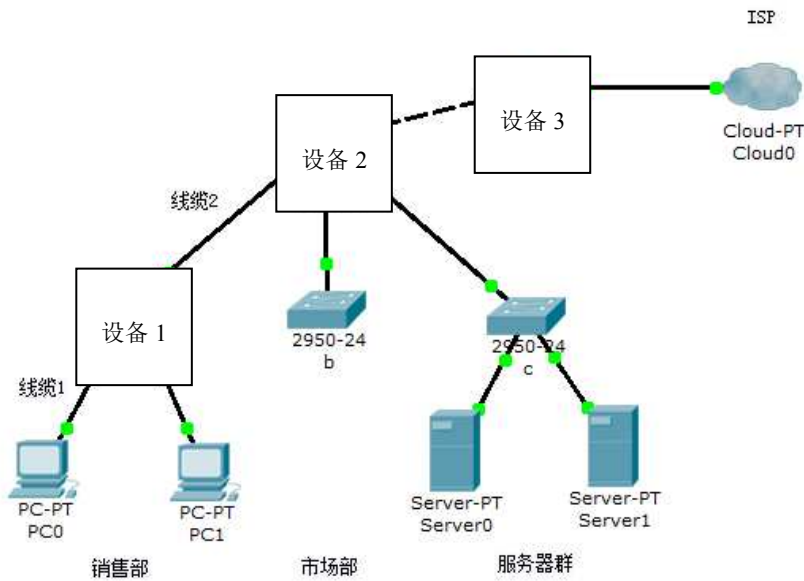 ISP
设备 3
Cloud-PT
Cloud0
设备 2
线缆2
设备 1
2950-24
b
2950-24
c
线缆1
PC-PT
PC0
PC-PT
PC1
Server-PT
Server0
Server-PT
Server1
销售部
市场部
服务器群